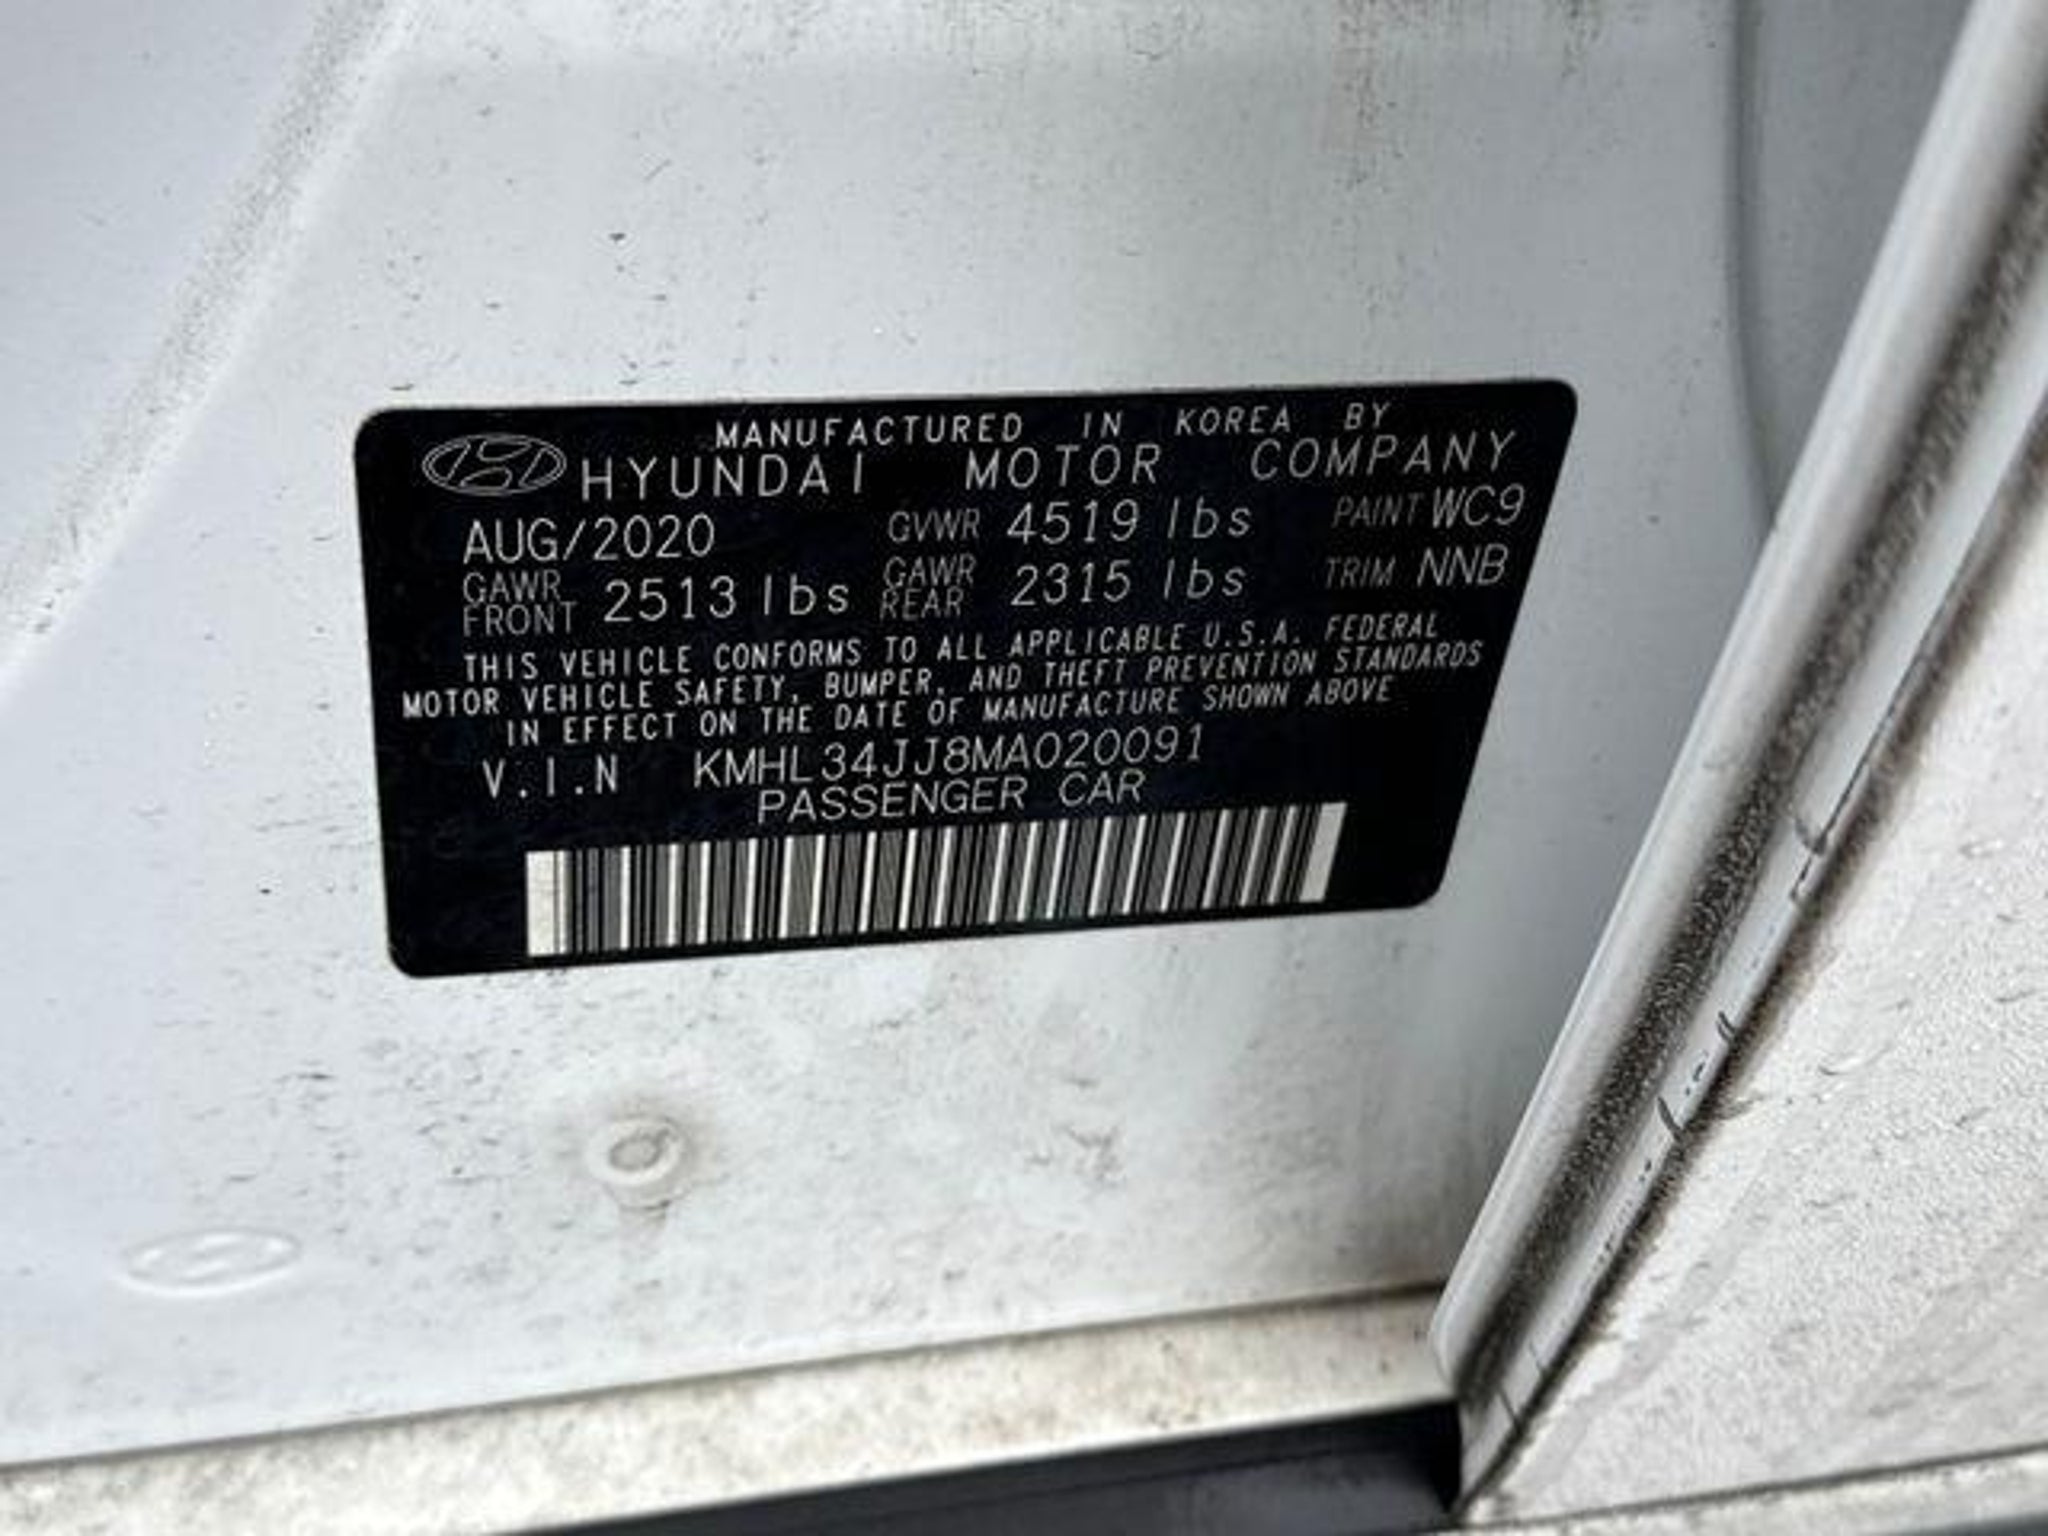 MANUFACTURED IN KOREA BY
HYUNDAI MOTOR COMPANY
AUG/2020 GVWR 4519 lbs PAINT WC9
GAWR FRONT 2513 lbs GAWR REAR 2315 lbs TRIM NNB
THIS VEHICLE CONFORMS TO ALL APPLICABLE U.S.A. FEDERAL
MOTOR VEHICLE SAFETY, BUMPER, AND THEFT PREVENTION STANDARDS
IN EFFECT ON THE DATE OF MANUFACTURE SHOWN ABOVE
V.I.N KMHL34JJ8MA020091
PASSENGER CAR